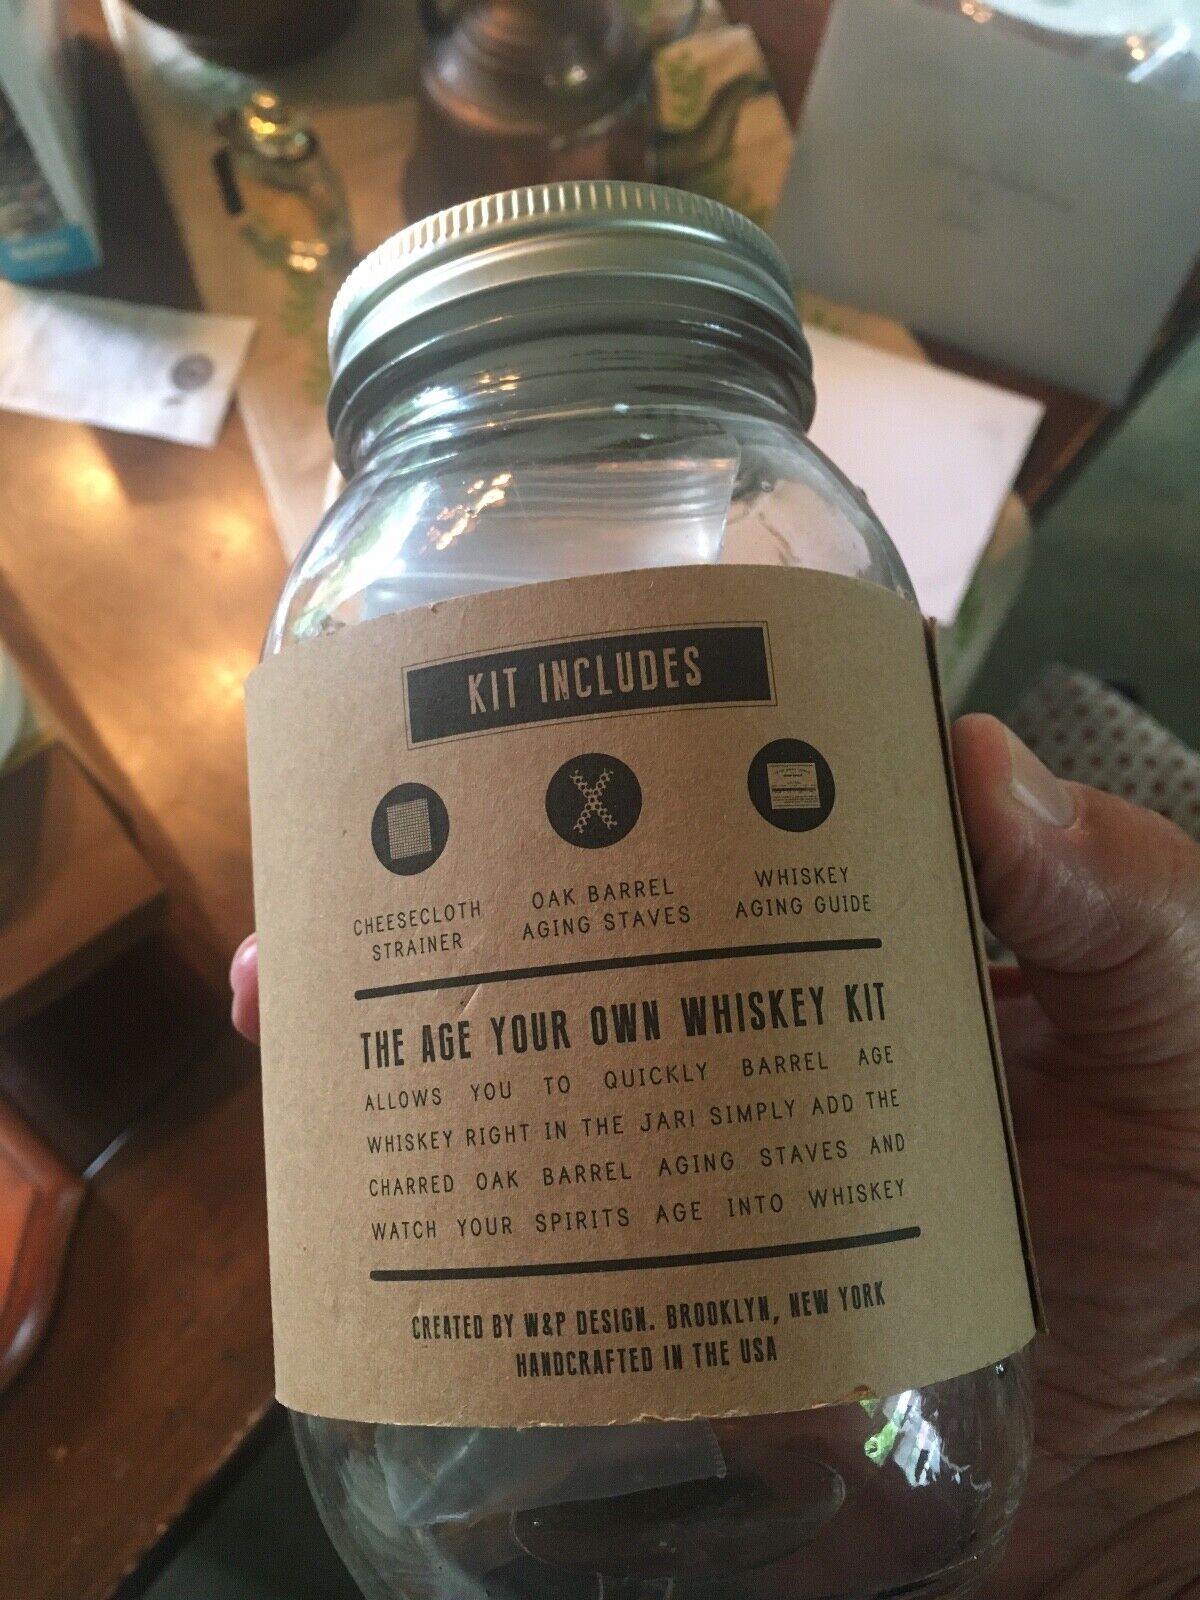 KIT INCLUDES
CHEESECLOTH
STRAINER
OAK BARREL
AGING STAVES
WHISKEY
AGING GUIDE
THE AGE YOUR OWN WHISKEY KIT
ALLOWS YOU TO QUICKLY BARREL AGE
WHISKEY RIGHT IN THE JAR! SIMPLY ADD THE
CHARRED OAK BARREL AGING STAVES AND
WATCH YOUR SPIRITS AGE INTO WHISKEY
CREATED BY W&P DESIGN. BROOKLYN, NEW YORK
HANDCRAFTED IN THE USA